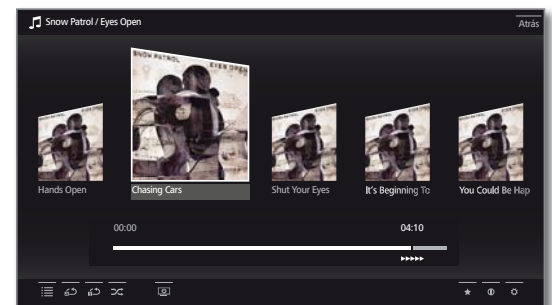 Snow Patrol / Eyes Open
Atrás
SNOW PATROL EYES OPEN
Hands Open
Chasing Cars
Shut Your Eyes
It's Beginning To
You Could Be Hap
00:00 04:10